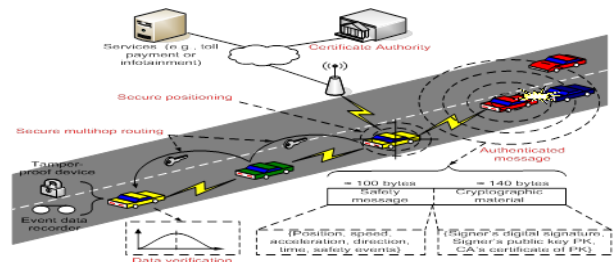 Services (e.g., toll
payment or
infotainment)
Certificate Authority
Secure positioning
Secure multihop routing
Tamper-
proof device
Event data
recorder
Data verification
Authenticated
message
≈ 100 bytes
≈ 140 bytes
Safety
message
Cryptographic
material
{Position, speed,
acceleration, direction,
time, safety events}
{Signer's digital signature,
Signer's public key PK,
CA's certificate of PK}